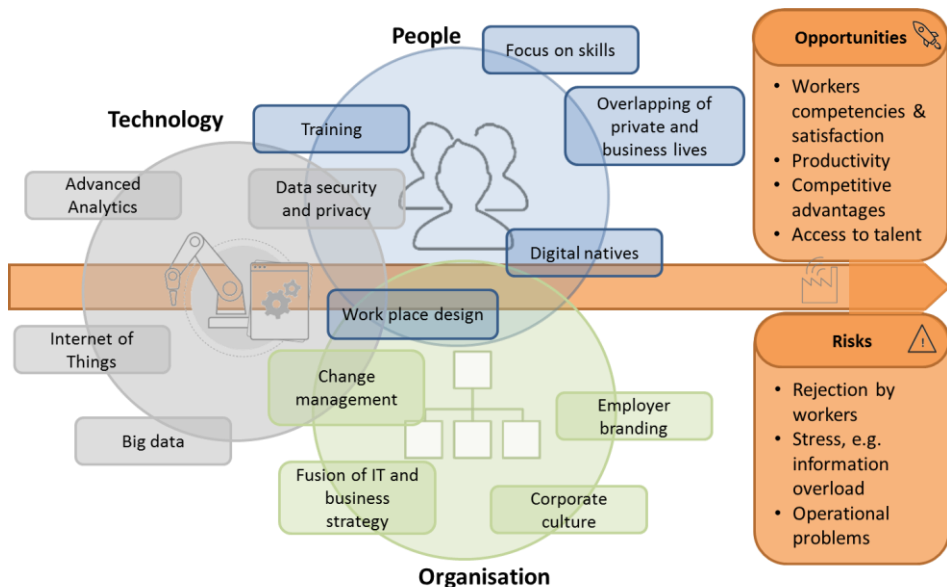 People
Focus on skills
Overlapping of
private and
business lives
Training
Technology
Advanced
Analytics
Data security
and privacy
Digital natives
Work place design
Internet of
Things
Change
management
Big data
Employer
branding
Fusion of IT and
business
strategy
Corporate
culture
Organisation
Opportunities
• Workers
competencies &
satisfaction
• Productivity
• Competitive
advantages
• Access to talent
Risks
!
• Rejection by
workers
• Stress, e.g.
information
overload
• Operational
problems